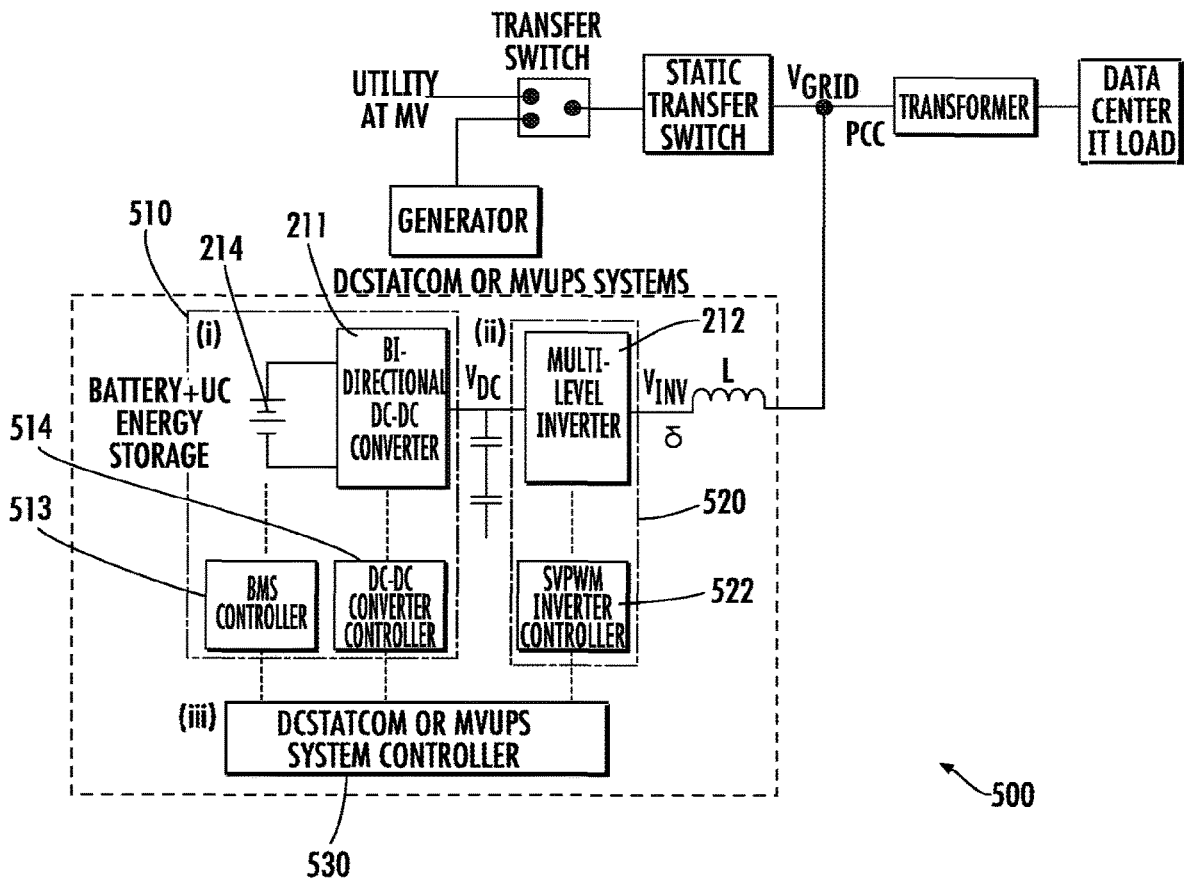 TRANSFER
SWITCH
UTILITY
AT MV
STATIC
TRANSFER
SWITCH
VGRID
PCC
TRANSFORMER
DATA
CENTER
IT LOAD
GENERATOR
510
214
211
DCSTATCOM OR MVUPS SYSTEMS
(i)
BI-
DIRECTIONAL
DC-DC
CONVERTER
VDC
(ii)
MULTI-
LEVEL
INVERTER
212
VINV
L
δ
BATTERY+UC
ENERGY
STORAGE
514
513
520
BMS
CONTROLLER
DC-DC
CONVERTER
CONTROLLER
SVPWM
INVERTER
CONTROLLER
522
(iii)
DCSTATCOM OR MVUPS
SYSTEM CONTROLLER
530
500